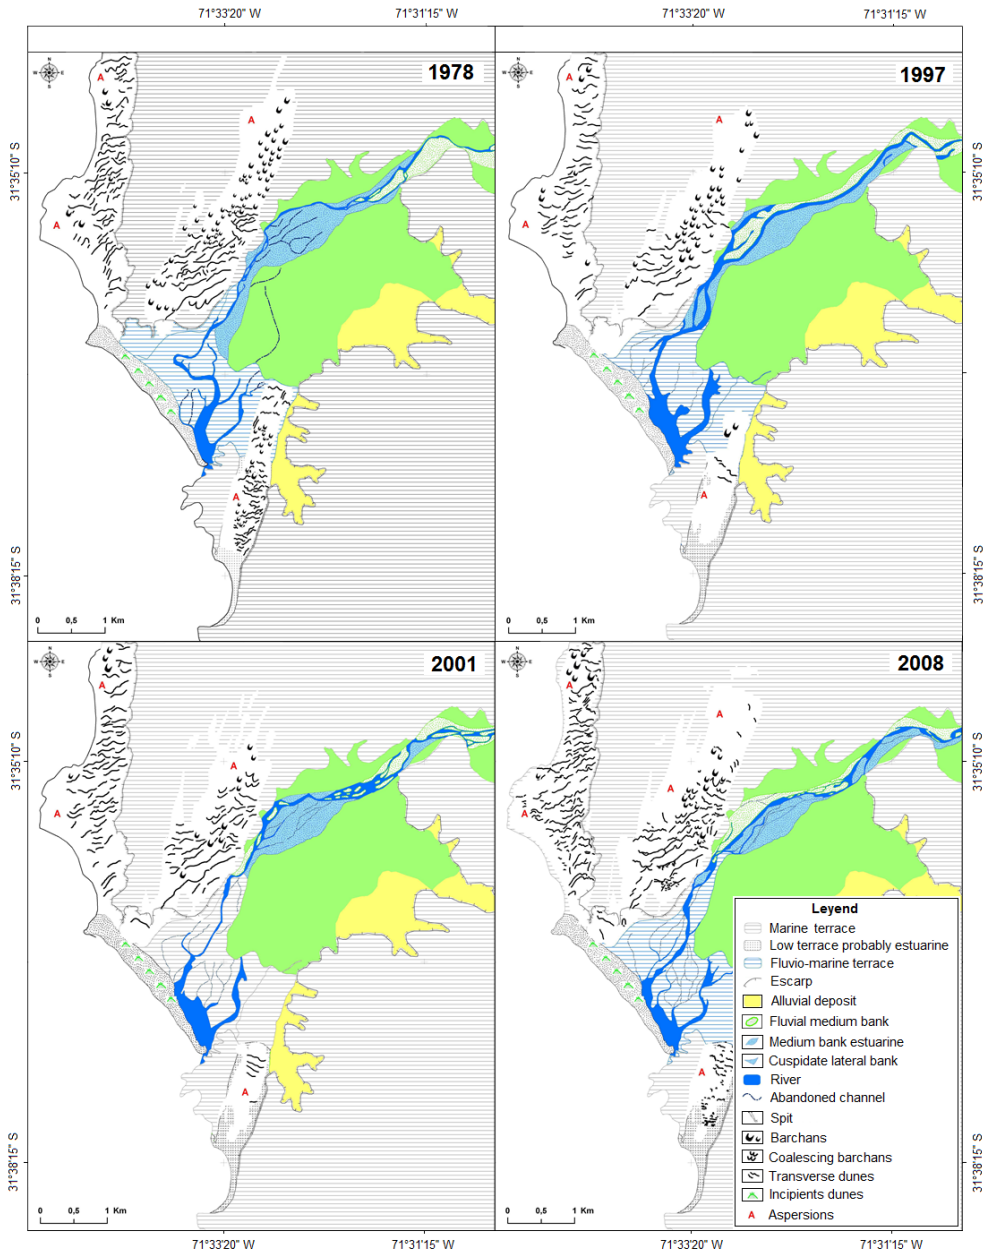 71°33'20" W
71°31'15" W
71°33'20" W
71°31'15" W
1978
1997
N
W
E
S
N
W
E
S
A
A
A
A
A
A
A
A
31°35'10" S
31°35'10" S
31°38'15" S
31°38'15" S
0 0,5 1 Km
0 0,5 1 Km
2001
2008
N
W
E
S
N
W
E
S
A
A
A
A
A
A
A
A
31°35'10" S
31°35'10" S
31°38'15" S
31°38'15" S
0 0,5 1 Km
0 0,5 1 Km
Leyend
Marine terrace
Low terrace probably estuarine
Fluvio-marine terrace
Escarp
Alluvial deposit
Fluvial medium bank
Medium bank estuarine
Cuspidate lateral bank
River
Abandoned channel
Spit
Barchans
Coalescing barchans
Transverse dunes
Incipients dunes
A Aspersions
71°33'20" W
71°31'15" W
71°33'20" W
71°31'15" W